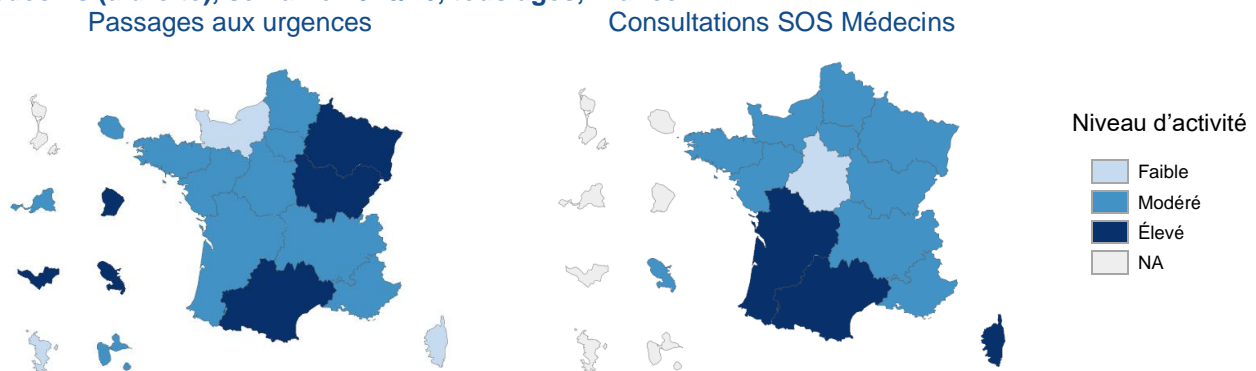 Passages aux urgences
Consultations SOS Médecins
Niveau d'activité
Faible
Modéré
Élevé
NA